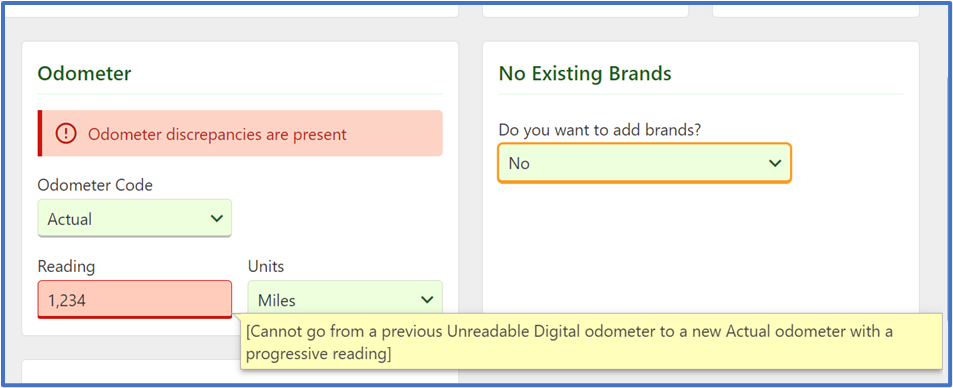 Odometer
No Existing Brands
Odometer discrepancies are present
Do you want to add brands?
No
Odometer Code
Actual
Reading
Units
1,234
Miles
[Cannot go from a previous Unreadable Digital odometer to a new Actual odometer with a
progressive reading]